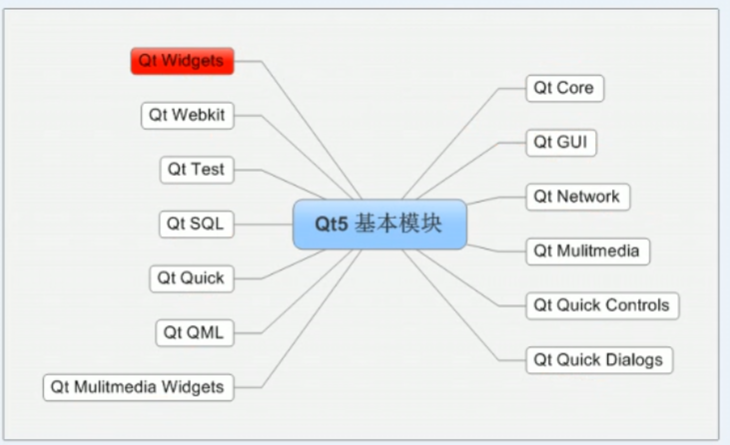 Qt Widgets
Qt Webkit
Qt Test
Qt SQL
Qt Quick
Qt QML
Qt Mulitmedia Widgets
Qt5 基本模块
Qt Core
Qt GUI
Qt Network
Qt Mulitmedia
Qt Quick Controls
Qt Quick Dialogs